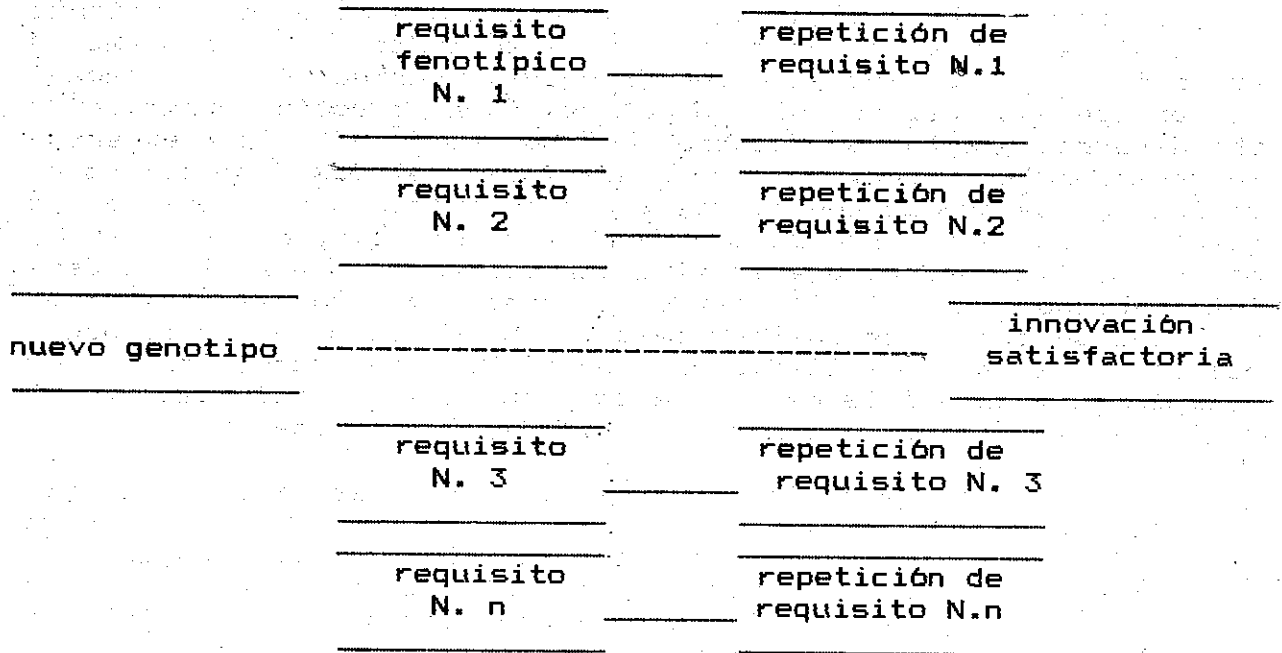 requisito
fenotípico
N. 1
repetición de
requisito N.1
requisito
N. 2
repetición de
requisito N.2
nuevo genotipo
innovación
satisfactoria
requisito
N. 3
repetición de
requisito N. 3
requisito
N. n
repetición de
requisito N.n